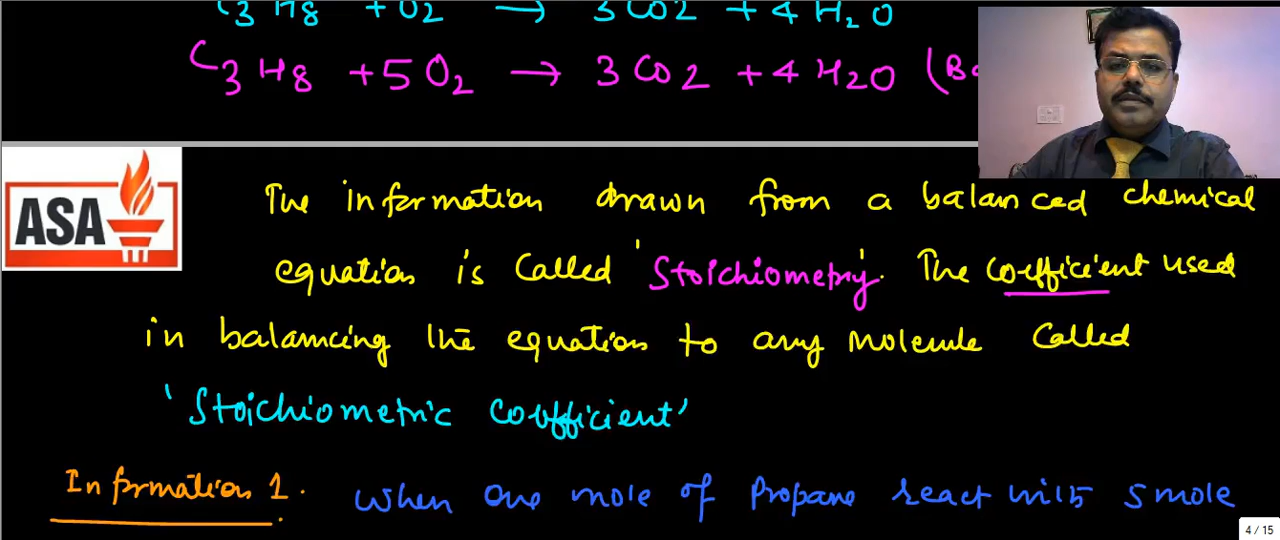 C3H8 + O2 → 3CO2 + 4H2O
C3H8 + 5O2 → 3CO2 + 4H2O
ASA
The information drawn from a balanced chemical
equation is called 'Stoichiometry'. The coefficient used
in balancing the equation to any molecule called
'Stoichiometric coefficient'
Information 1. When one mole of Propane react with 5 mole
4 / 15